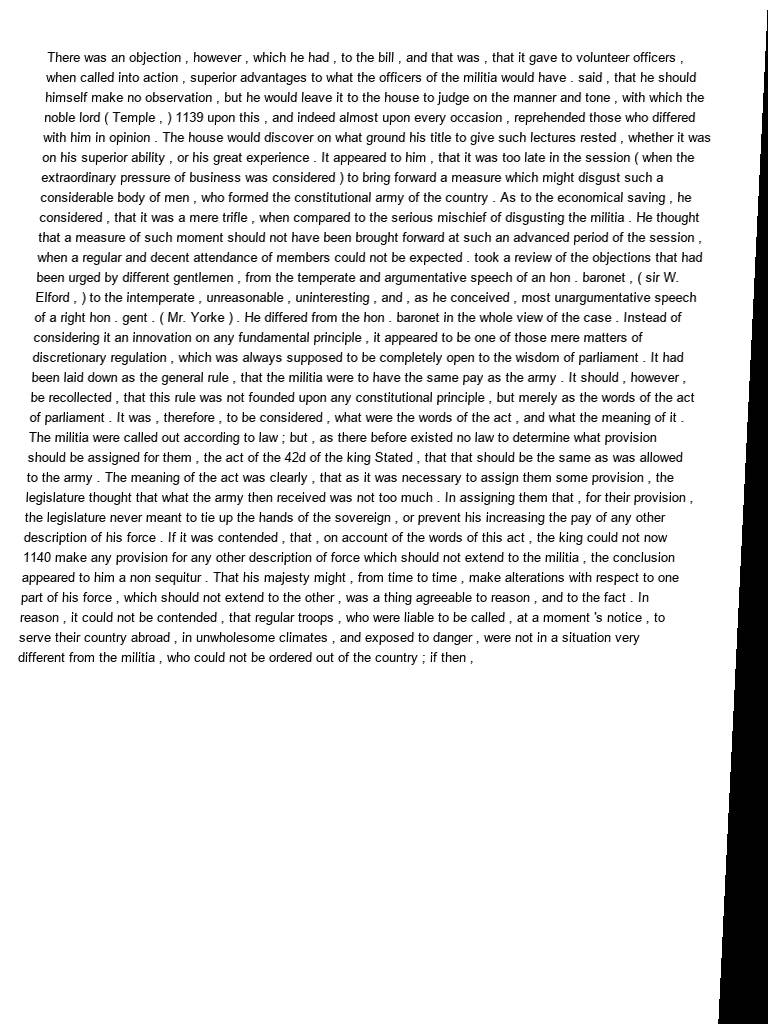 There was an objection , however , which he had , to the bill , and that was , that it gave to volunteer officers ,
when called into action , superior advantages to what the officers of the militia would have . said , that he should
himself make no observation , but he would leave it to the house to judge on the manner and tone , with which the
noble lord ( Temple , ) 1139 upon this , and indeed almost upon every occasion , reprehended those who differed
with him in opinion . The house would discover on what ground his title to give such lectures rested , whether it was
on his superior ability , or his great experience . It appeared to him , that it was too late in the session ( when the
extraordinary pressure of business was considered ) to bring forward a measure which might disgust such a
considerable body of men , who formed the constitutional army of the country . As to the economical saving , he
considered , that it was a mere trifle , when compared to the serious mischief of disgusting the militia . He thought
that a measure of such moment should not have been brought forward at such an advanced period of the session ,
when a regular and decent attendance of members could not be expected . took a review of the objections that had
been urged by different gentlemen , from the temperate and argumentative speech of an hon . baronet , ( sir W.
Elford , ) to the intemperate , unreasonable , uninteresting , and , as he conceived , most unargumentative speech
of a right hon . gent . ( Mr. Yorke ) . He differed from the hon . baronet in the whole view of the case . Instead of
considering it an innovation on any fundamental principle , it appeared to be one of those mere matters of
discretionary regulation , which was always supposed to be completely open to the wisdom of parliament . It had
been laid down as the general rule , that the militia were to have the same pay as the army . It should , however ,
be recollected , that this rule was not founded upon any constitutional principle , but merely as the words of the act
of parliament . It was , therefore , to be considered , what were the words of the act , and what the meaning of it .
The militia were called out according to law ; but , as there before existed no law to determine what provision
should be assigned for them , the act of the 42d of the king Stated , that that should be the same as was allowed
to the army . The meaning of the act was clearly , that as it was necessary to assign them some provision , the
legislature thought that what the army then received was not too much . In assigning them that , for their provision ,
the legislature never meant to tie up the hands of the sovereign , or prevent his increasing the pay of any other
description of his force . If it was contended , that , on account of the words of this act , the king could not now
1140 make any provision for any other description of force which should not extend to the militia , the conclusion
appeared to him a non sequitur . That his majesty might , from time to time , make alterations with respect to one
part of his force , which should not extend to the other , was a thing agreeable to reason , and to the fact . In
reason , it could not be contended , that regular troops , who were liable to be called , at a moment 's notice , to
serve their country abroad , in unwholesome climates , and exposed to danger , were not in a situation very
different from the militia , who could not be ordered out of the country ; if then ,